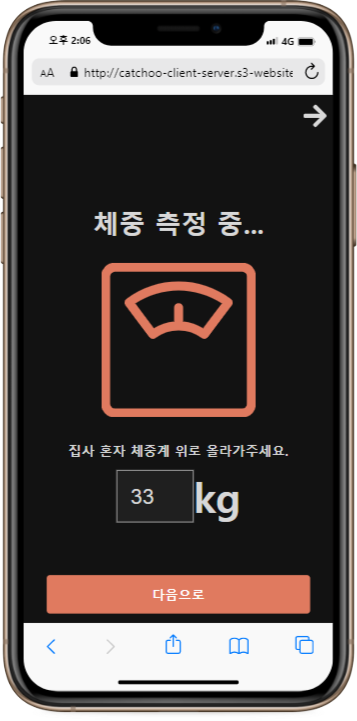 오후 2:06
4G
AA
http://catchoo-client-server.s3-website
체중 측정 중...
집사 혼자 체중계 위로 올라가주세요.
33 kg
다음으로